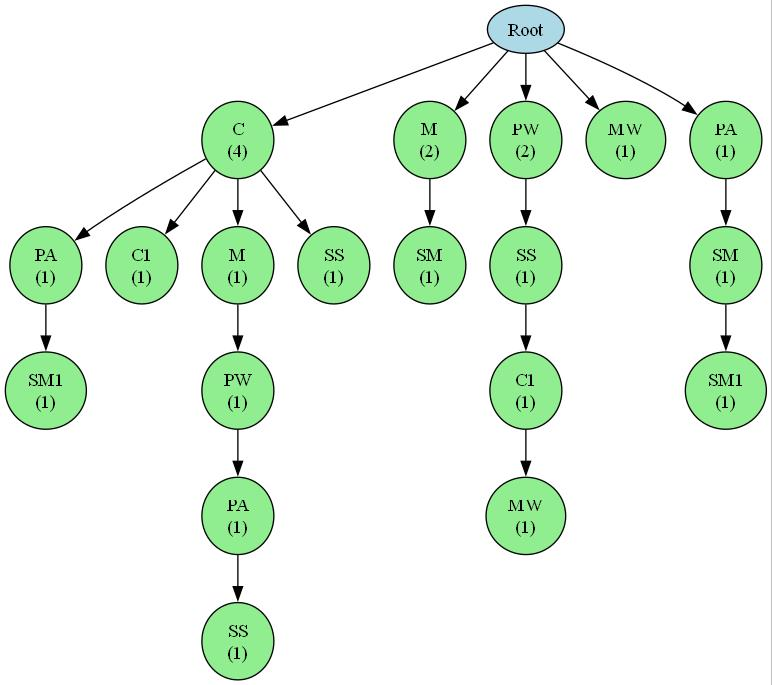 Root
C
(4)
M
(2)
PW
(2)
MW
(1)
PA
(1)
PA
(1)
C1
(1)
M
(1)
SS
(1)
SM
(1)
SS
(1)
SM
(1)
SM1
(1)
PW
(1)
C1
(1)
SM1
(1)
PA
(1)
MW
(1)
SS
(1)